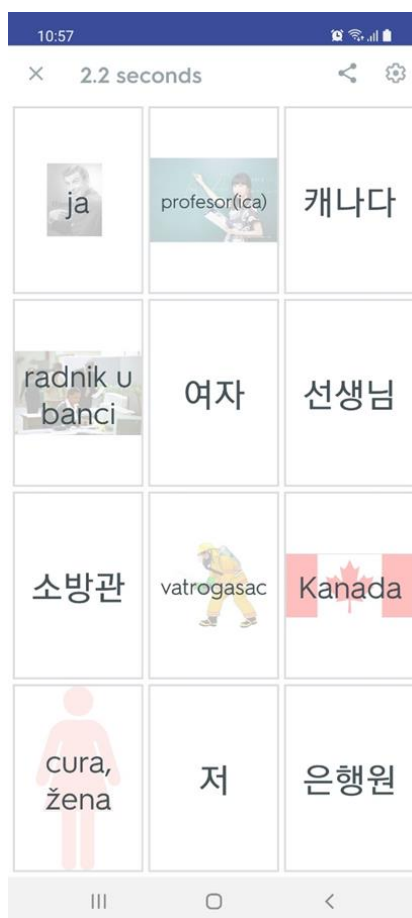 10:57
2.2 seconds
ja
profesor(ica)
캐나다
radnik u
banci
여자
선생님
소방관
vatrogasac
Kanada
cura,
žena
저
은행원